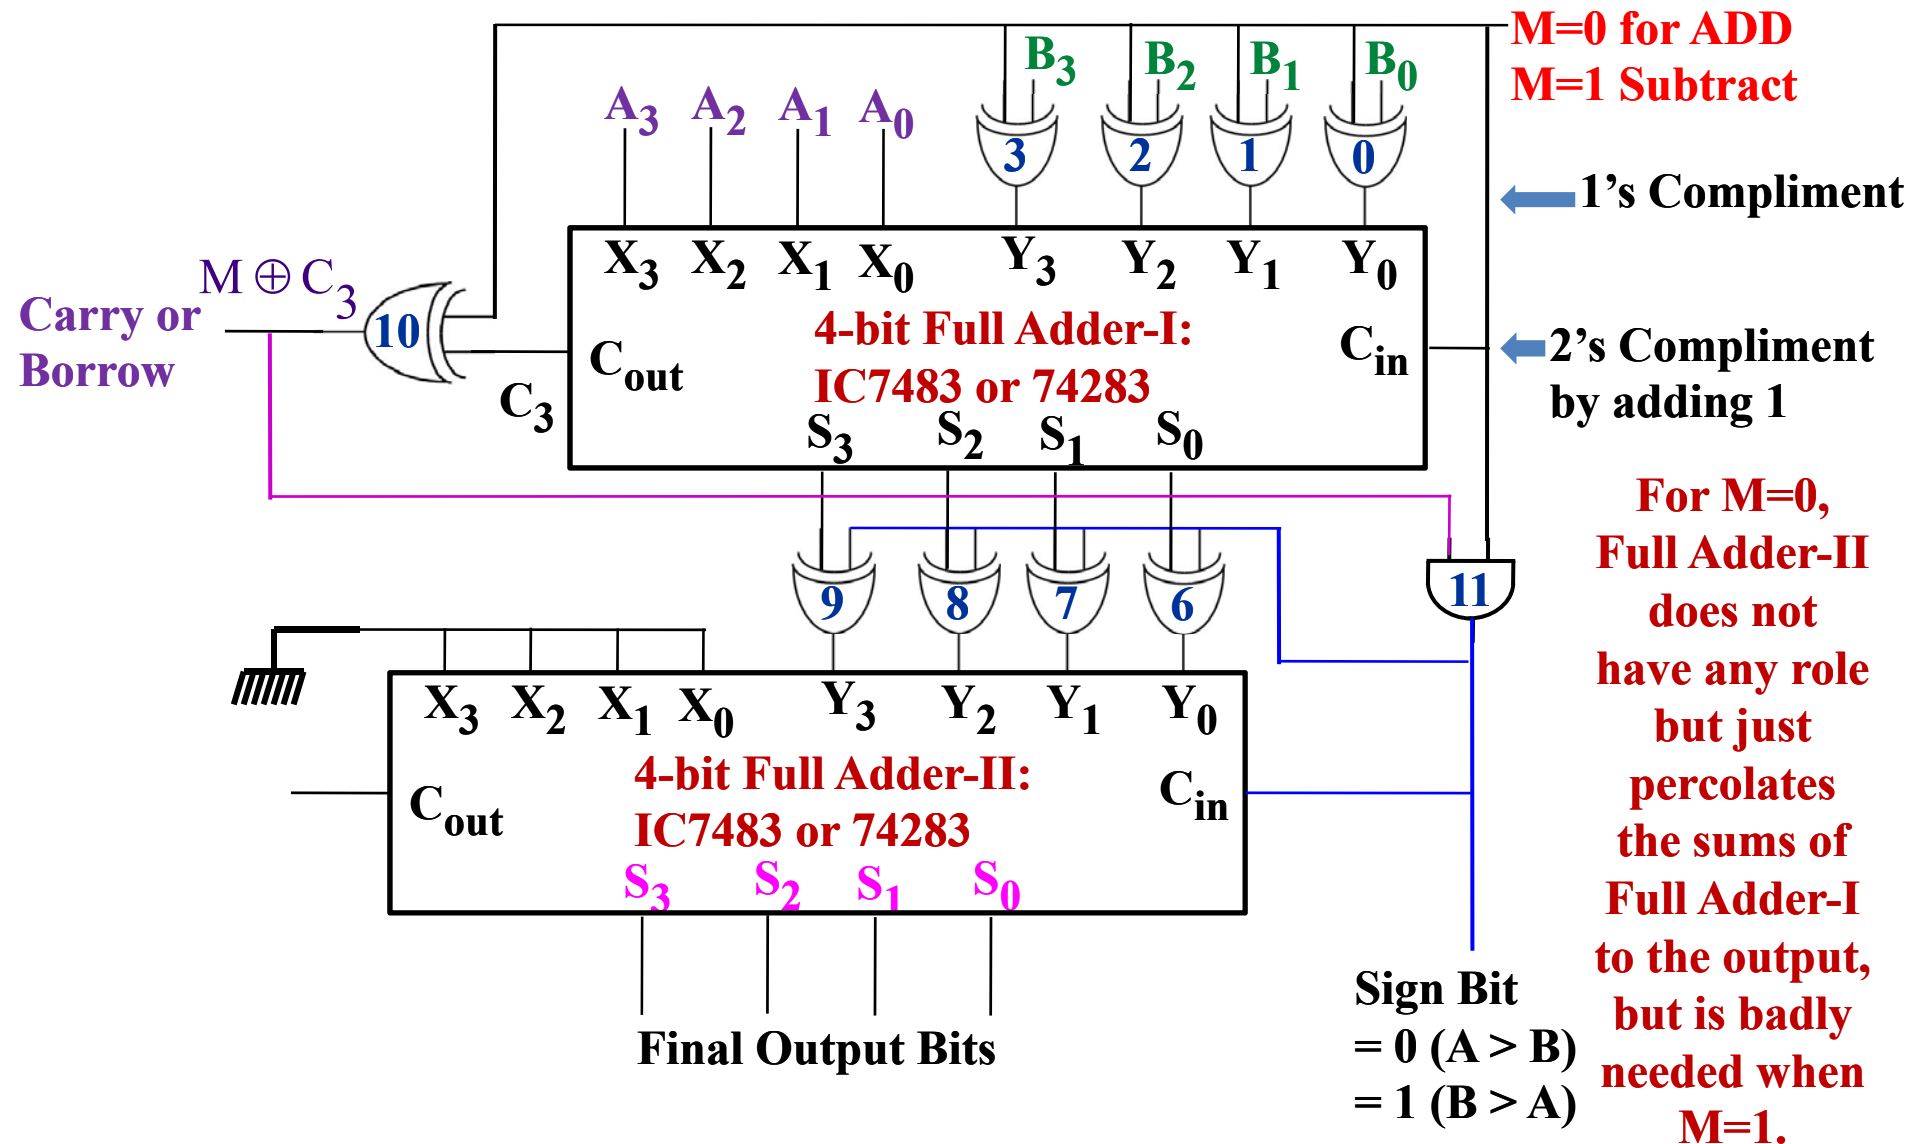 M=0 for ADD
M=1 Subtract
B3 B2 B1 B0
A3 A2 A1 A0
3 2 1 0
1’s Compliment
X3 X2 X1 X0 Y3 Y2 Y1 Y0
M ⊕ C3
Carry or
Borrow
10
4-bit Full Adder-I:
IC7483 or 74283
Cout
Cin
C3
2’s Compliment
by adding 1
S3 S2 S1 S0
For M=0,
Full Adder-II
does not
have any role
but just
percolates
the sums of
Full Adder-I
to the output,
but is badly
needed when
M=1.
9 8 7 6
11
X3 X2 X1 X0 Y3 Y2 Y1 Y0
4-bit Full Adder-II:
IC7483 or 74283
Cout
Cin
S3 S2 S1 S0
Final Output Bits
Sign Bit
= 0 (A > B)
= 1 (B > A)